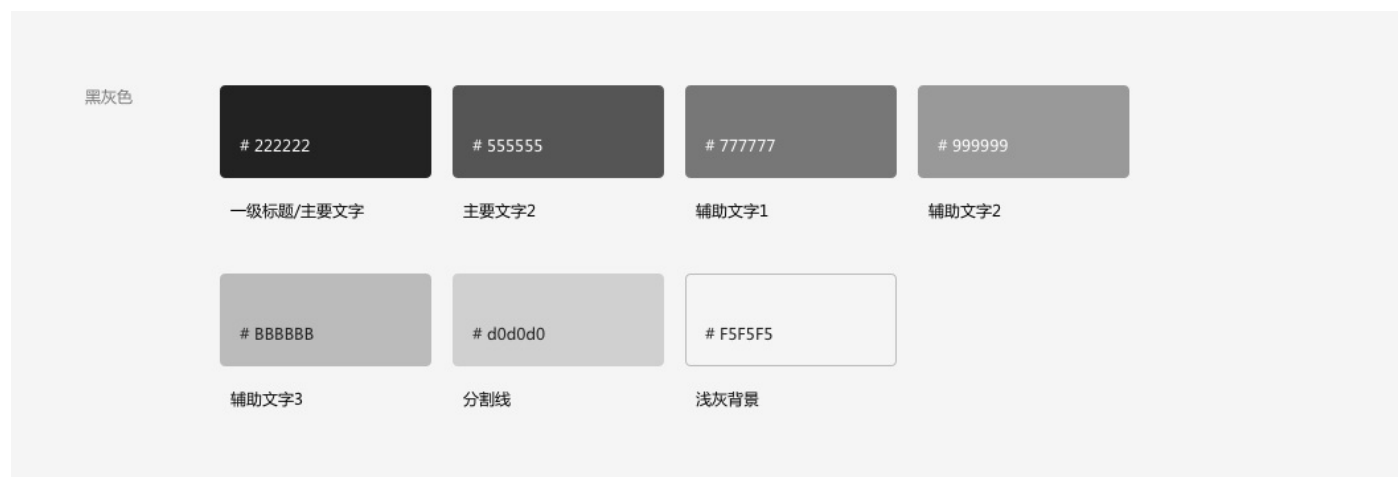 黑灰色
# 222222
# 555555
# 777777
# 999999
一级标题/主要文字
主要文字2
辅助文字1
辅助文字2
# BBBBBB
# d0d0d0
# F5F5F5
辅助文字3
分割线
浅灰背景